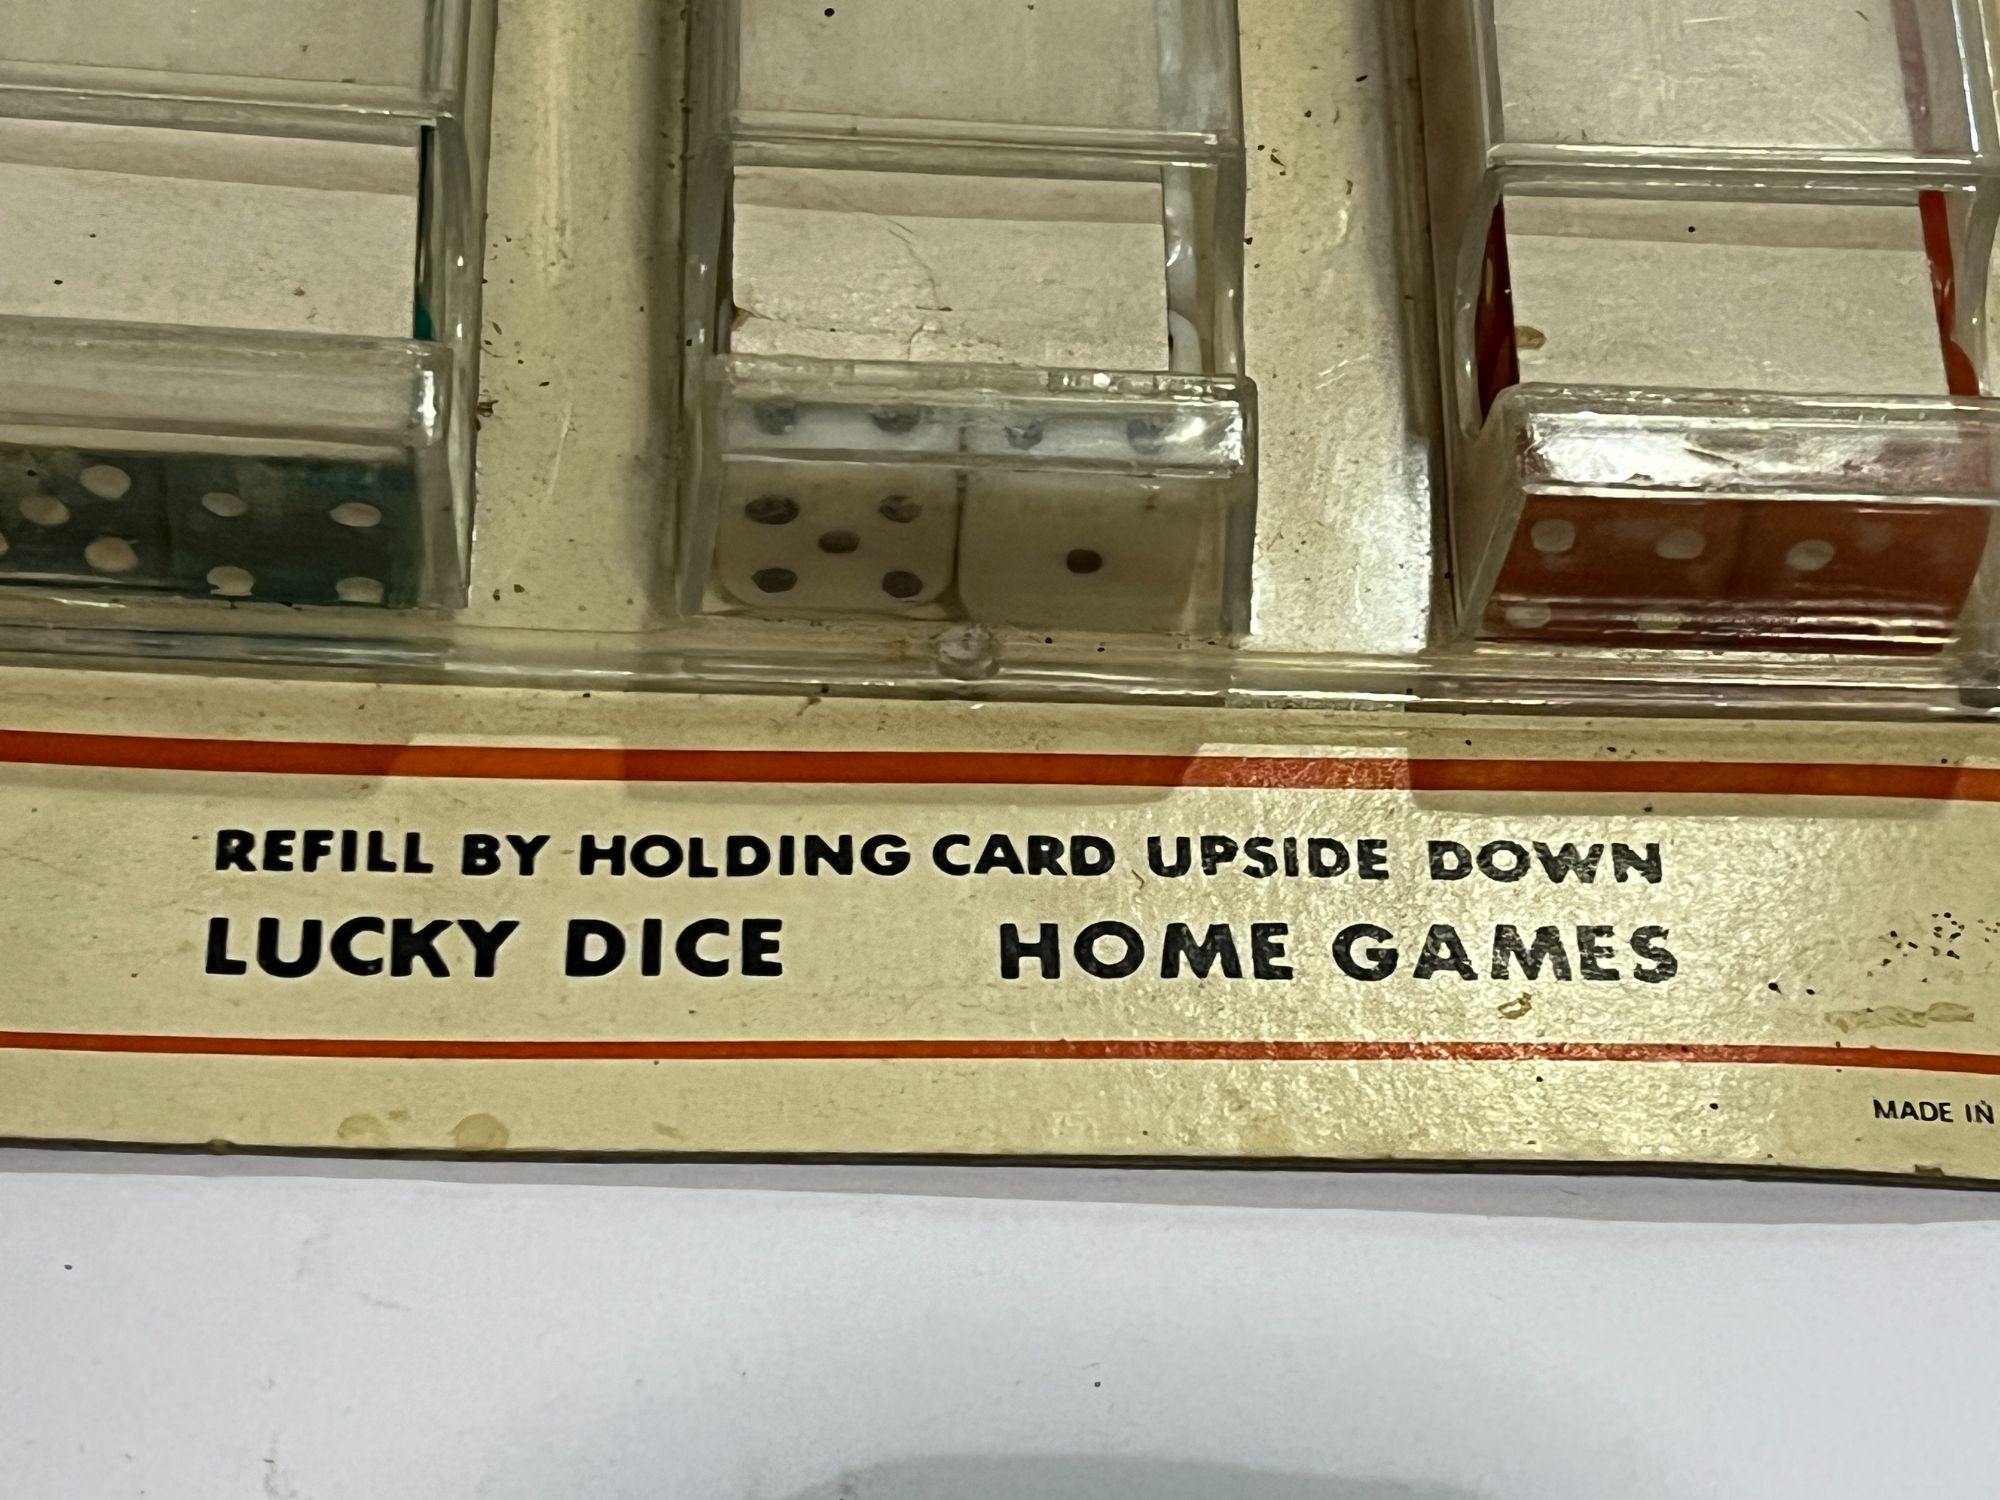 REFILL BY HOLDING CARD UPSIDE DOWN
LUCKY DICE HOME GAMES
MADE IN